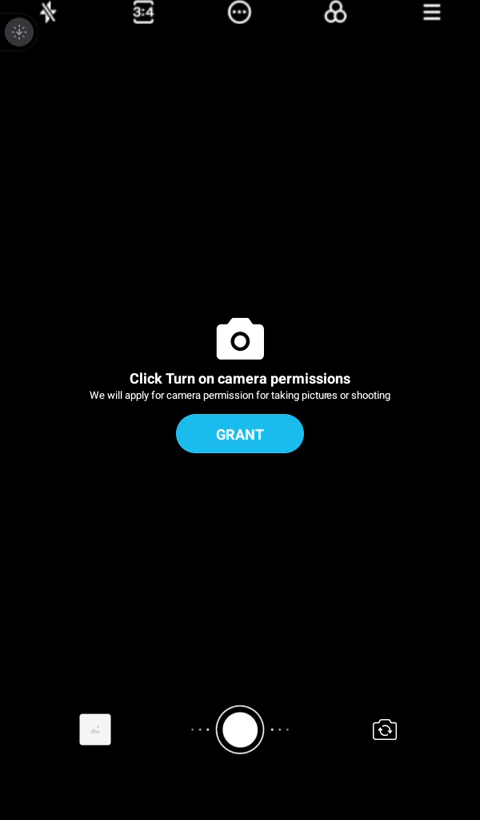 3:4
Click Turn on camera permissions
We will apply for camera permission for taking pictures or shooting
GRANT